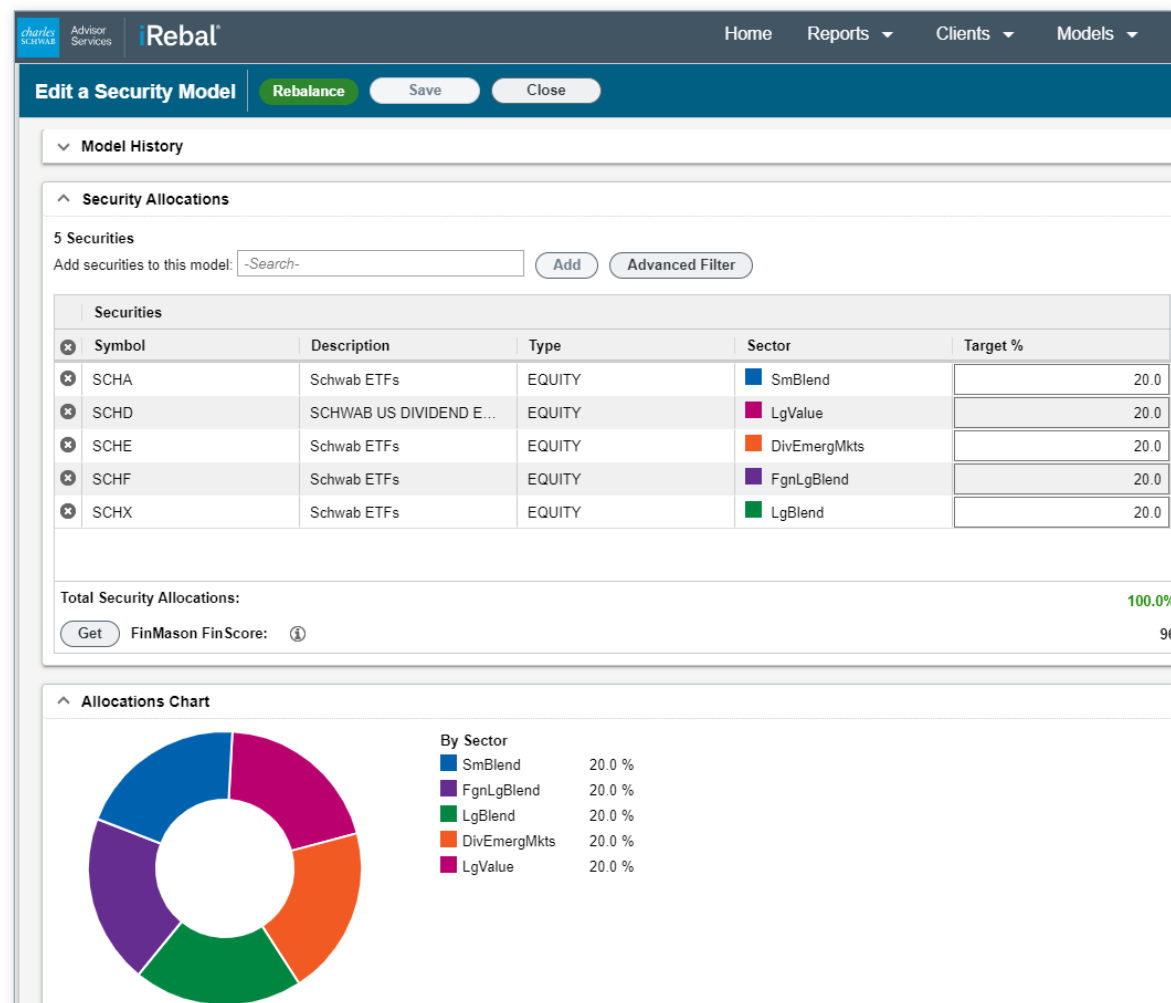 charles SCHWAB Advisor Services iRebal® Home Reports Clients Models
Edit a Security Model Rebalance Save Close
Model History
Security Allocations
5 Securities
Add securities to this model: -Search- Add Advanced Filter
Securities
Symbol Description Type Sector Target %
SCHA Schwab ETFs EQUITY SmBlend 20.0
SCHD SCHWAB US DIVIDEND E... EQUITY LgValue 20.0
SCHE Schwab ETFs EQUITY DivEmergMkts 20.0
SCHF Schwab ETFs EQUITY FgnLgBlend 20.0
SCHX Schwab ETFs EQUITY LgBlend 20.0
Total Security Allocations: 100.0%
Get FinMason FinScore: 96
Allocations Chart
By Sector
SmBlend 20.0 %
FgnLgBlend 20.0 %
LgBlend 20.0 %
DivEmergMkts 20.0 %
LgValue 20.0 %